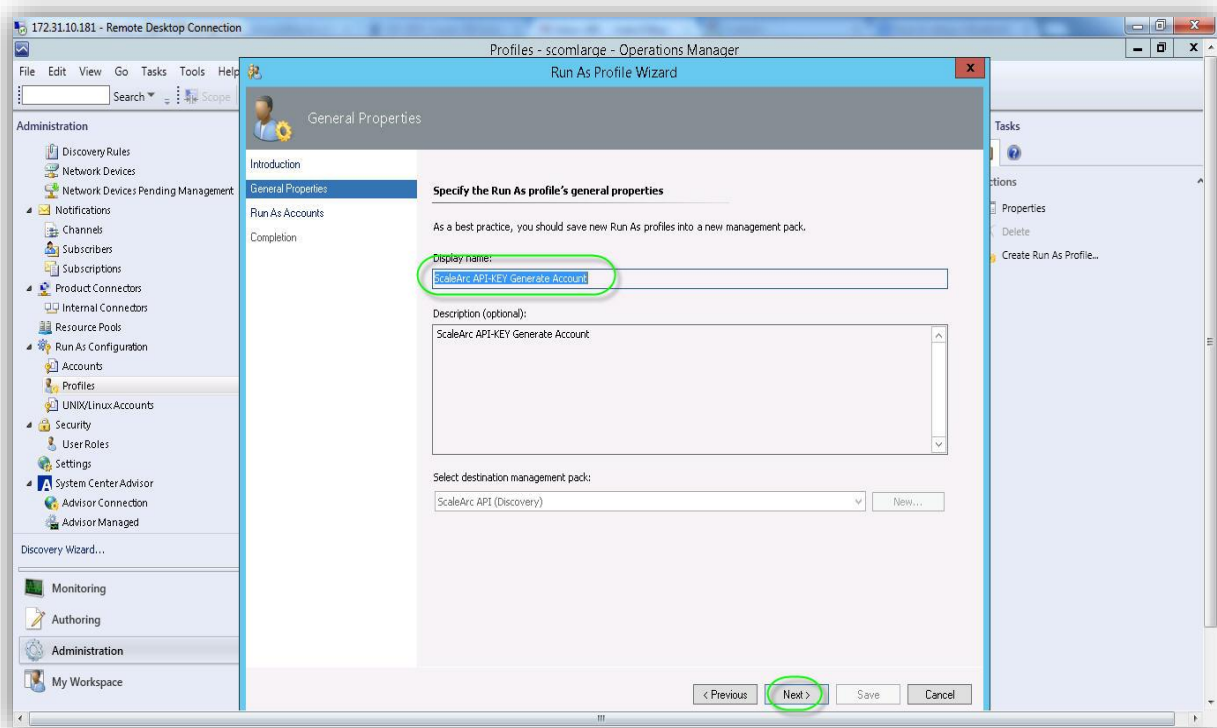 172.31.10.181 - Remote Desktop Connection
Profiles - scomlarge - Operations Manager
File Edit View Go Tasks Tools Help
Search
Scope
Administration
Discovery Rules
Network Devices
Network Devices Pending Management
Notifications
Channels
Subscribers
Subscriptions
Product Connectors
Internal Connectors
Resource Pools
Run As Configuration
Accounts
Profiles
UNIX/Linux Accounts
Security
User Roles
Settings
System Center Advisor
Advisor Connection
Advisor Managed
Discovery Wizard...
Monitoring
Authoring
Administration
My Workspace
Run As Profile Wizard
General Properties
Introduction
General Properties
Run As Accounts
Completion
Specify the Run As profile's general properties
As a best practice, you should save new Run As profiles into a new management pack.
Display name:
ScaleArc API-KEY Generate Account
Description (optional):
ScaleArc API-KEY Generate Account
Select destination management pack:
ScaleArc API (Discovery)
New...
< Previous
Next >
Save
Cancel
Tasks
ctions
Properties
Delete
Create Run As Profile...